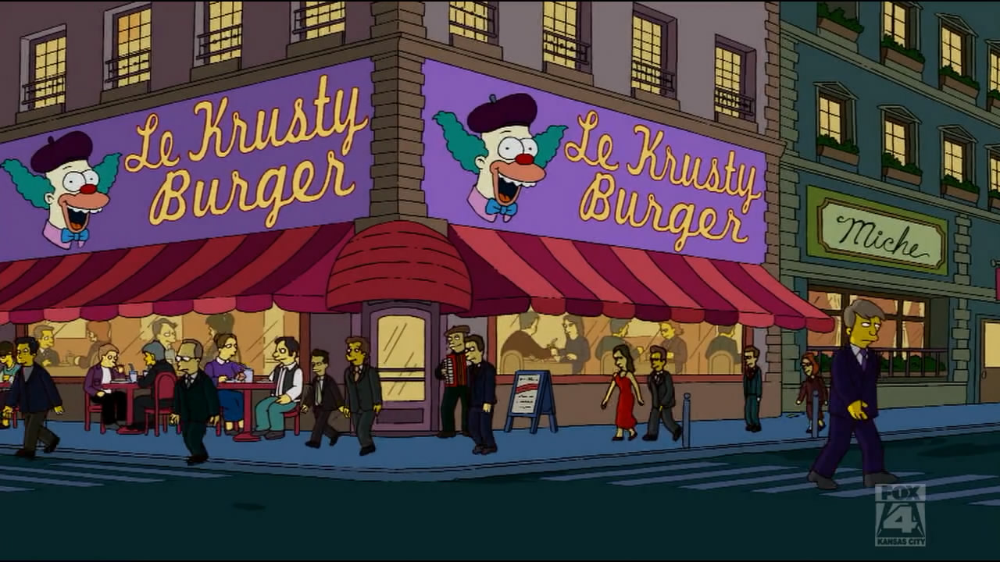 Le Krusty
Burger
Le Krusty
Burger
Miche
FOX
4
KANSAS CITY